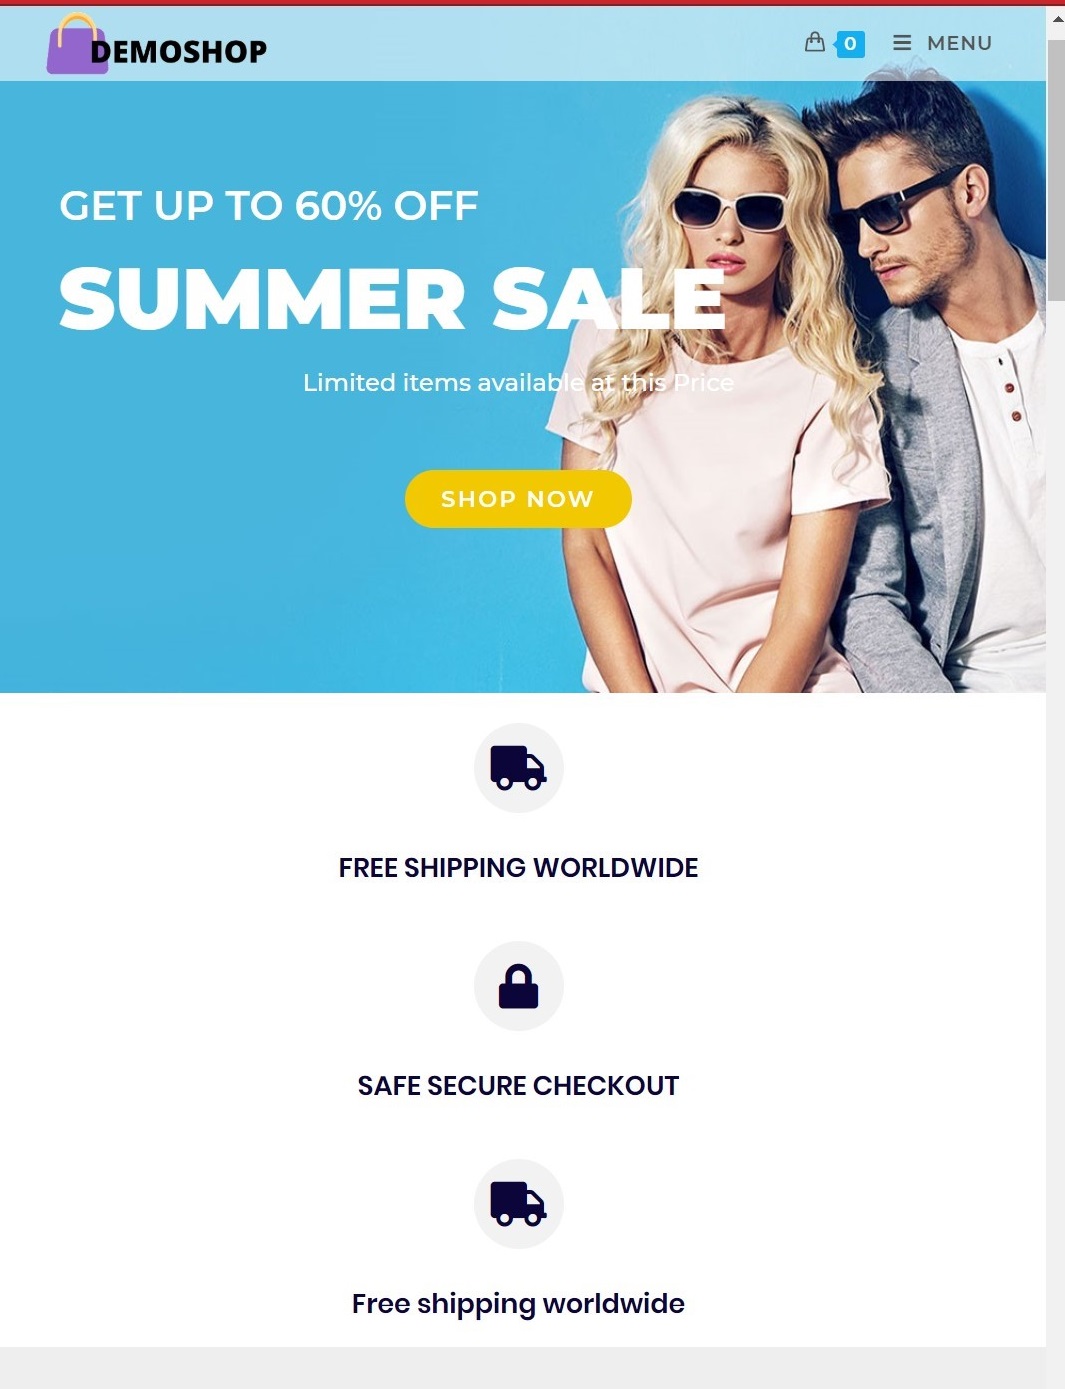 DEMOSHOP
0
MENU
GET UP TO 60% OFF
SUMMER SALE
Limited items available at this Price
SHOP NOW
FREE SHIPPING WORLDWIDE
SAFE SECURE CHECKOUT
Free shipping worldwide